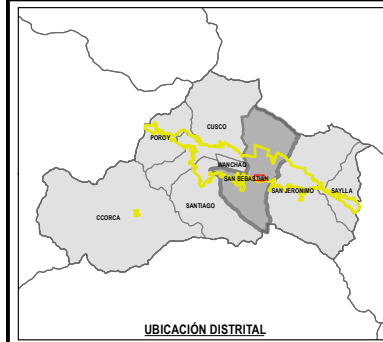 CUSCO
POROY
WANCHAQ
SAN SEBASTIAN
SAN JERONIMO
SAYLLA
CCORCA
SANTIAGO
UBICACIÓN DISTRITAL